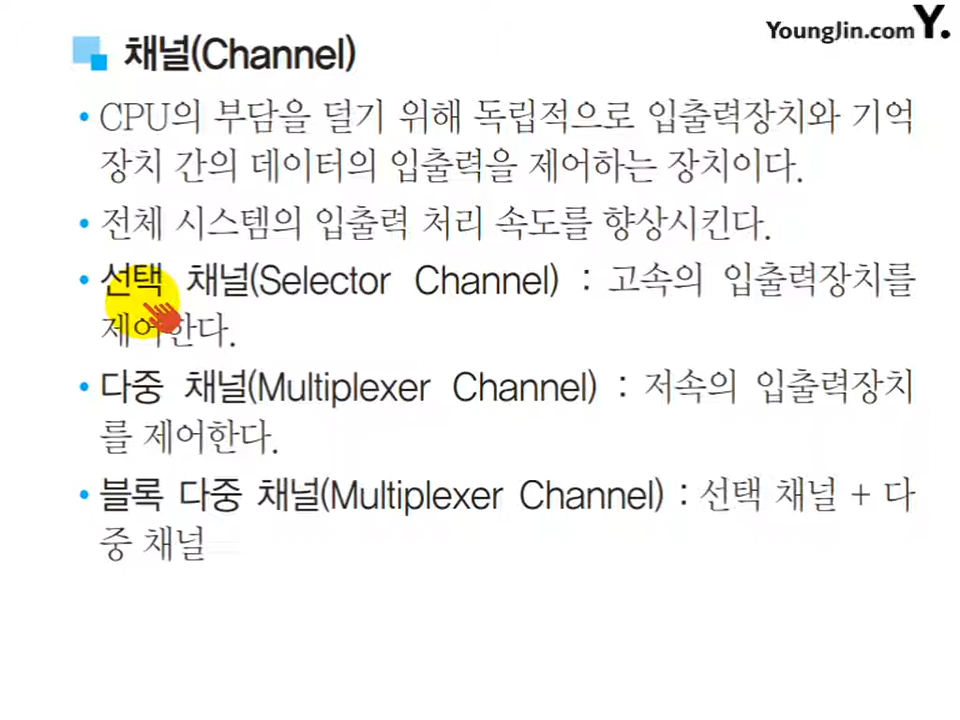 YoungJin.com Y.
채널(Channel)
• CPU의 부담을 덜기 위해 독립적으로 입출력장치와 기억
장치 간의 데이터의 입출력을 제어하는 장치이다.
• 전체 시스템의 입출력 처리 속도를 향상시킨다.
• 선택 채널(Selector Channel) : 고속의 입출력장치를
제어한다.
• 다중 채널(Multiplexer Channel) : 저속의 입출력장치
를 제어한다.
• 블록 다중 채널(Multiplexer Channel) : 선택 채널 + 다
중 채널